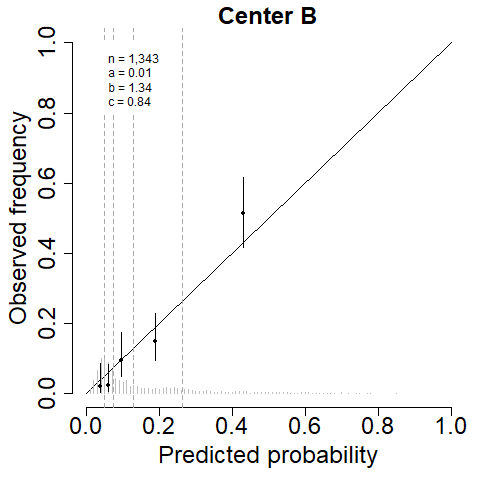 Center B
n = 1,343
a = 0.01
b = 1.34
c = 0.84
Observed frequency
1.0
0.8
0.6
0.4
0.2
0.0
0.0 0.2 0.4 0.6 0.8 1.0
Predicted probability